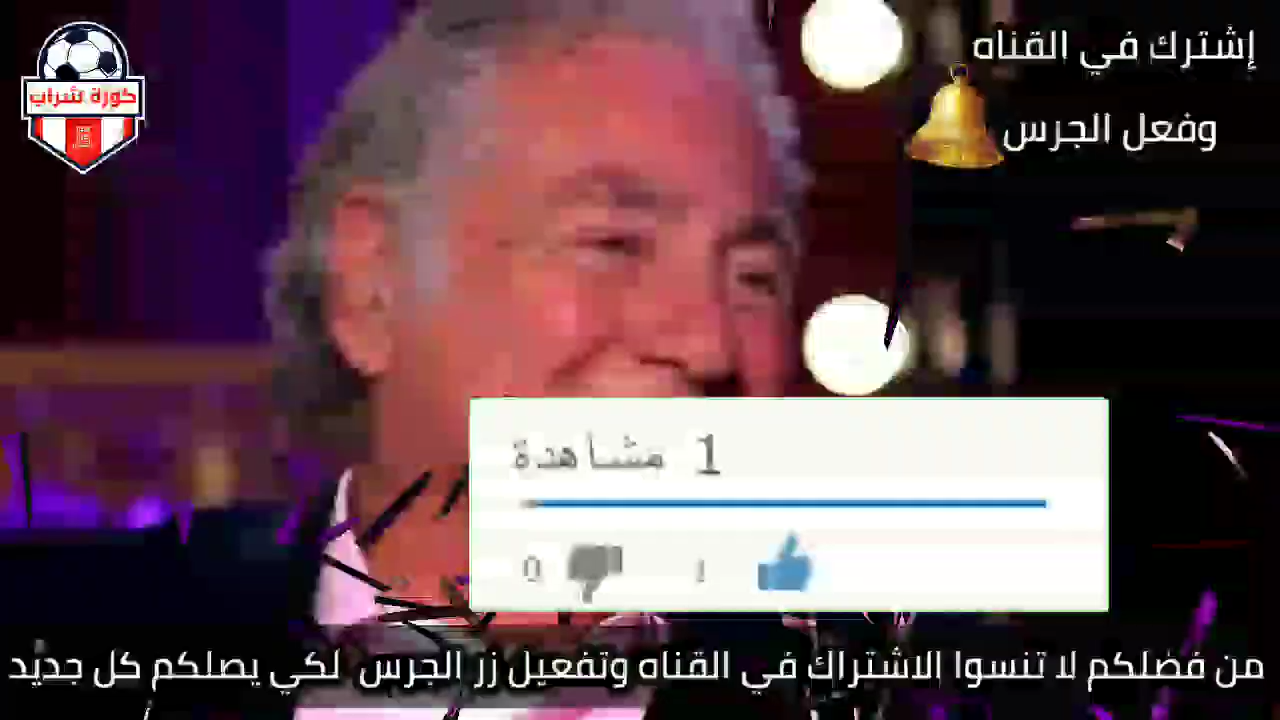 كورة شراب
إشترك في القناه
وفعل الجرس
1 مشاهدة
0
1
من فضلكم لا تنسوا الاشتراك في القناه وتفعيل زر الجرس لكي يصلكم كل جديد